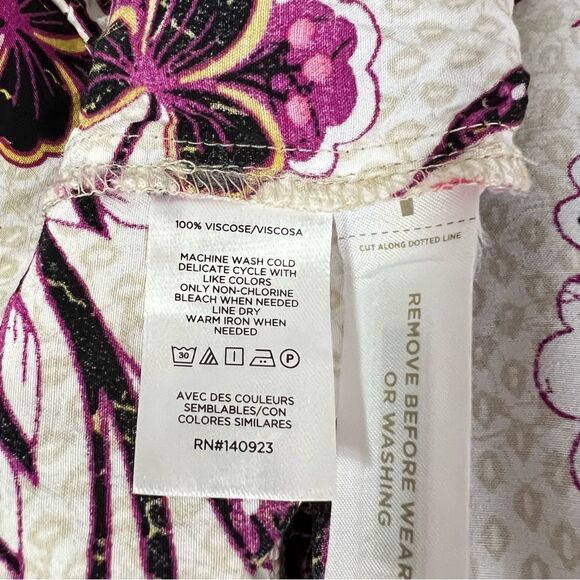 100% VISCOSE/VISCOSA
MACHINE WASH COLD
DELICATE CYCLE WITH
LIKE COLORS
ONLY NON-CHLORINE
BLEACH WHEN NEEDED
LINE DRY
WARM IRON WHEN
NEEDED
30 P
AVEC DES COULEURS
SEMBLABLES/CON
COLORES SIMILARES
RN#140923
CUT ALONG DOTTED LINE
REMOVE BEFORE WEAR
OR WASHING